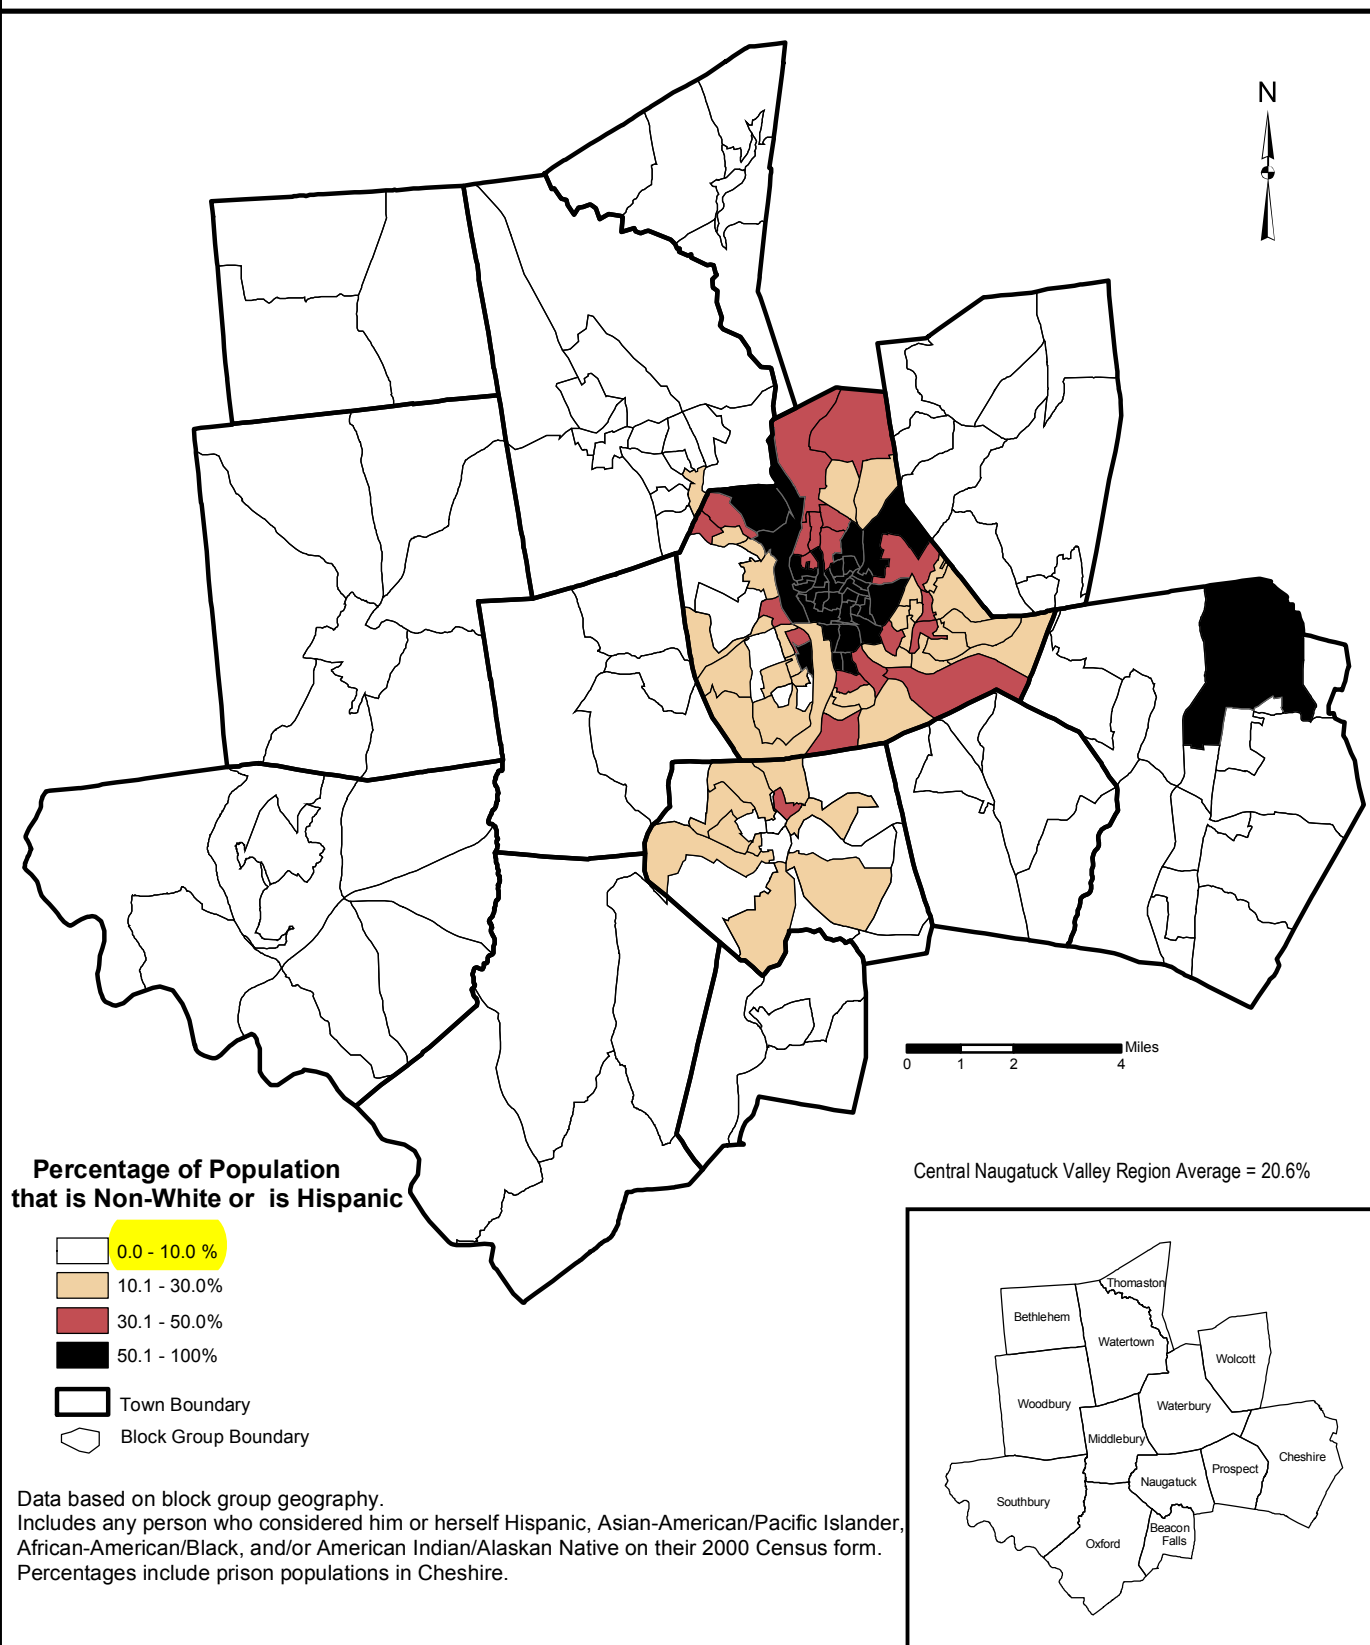 N
Miles
0 1 2 4
Central Naugatuck Valley Region Average = 20.6%
Percentage of Population
that is Non-White or is Hispanic
0.0 - 10.0 %
10.1 - 30.0%
30.1 - 50.0%
50.1 - 100%
Town Boundary
Block Group Boundary
Data based on block group geography.
Includes any person who considered him or herself Hispanic, Asian-American/Pacific Islander,
African-American/Black, and/or American Indian/Alaskan Native on their 2000 Census form.
Percentages include prison populations in Cheshire.
Thomaston
Bethlehem
Watertown
Wolcott
Woodbury
Waterbury
Middlebury
Cheshire
Prospect
Naugatuck
Southbury
Beacon
Falls
Oxford